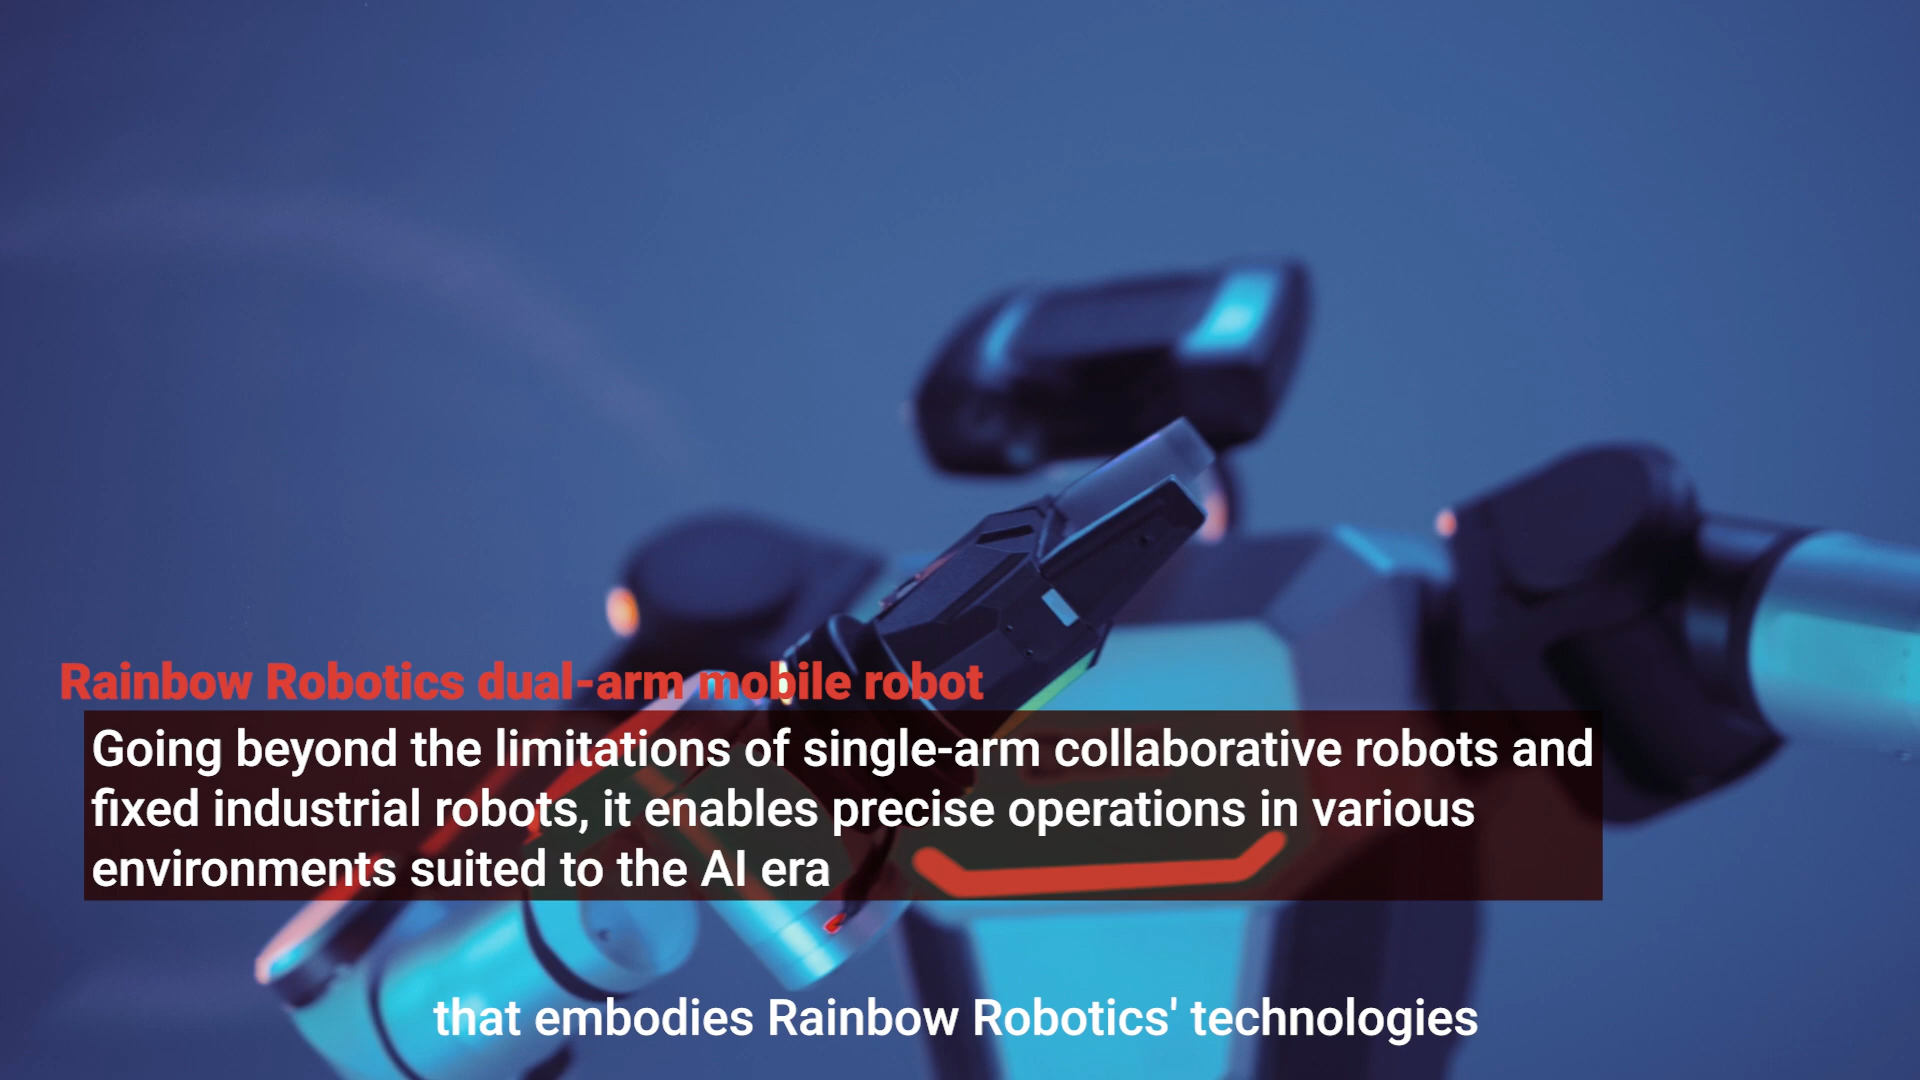 Rainbow Robotics dual-arm mobile robot
Going beyond the limitations of single-arm collaborative robots and
fixed industrial robots, it enables precise operations in various
environments suited to the AI era
that embodies Rainbow Robotics' technologies